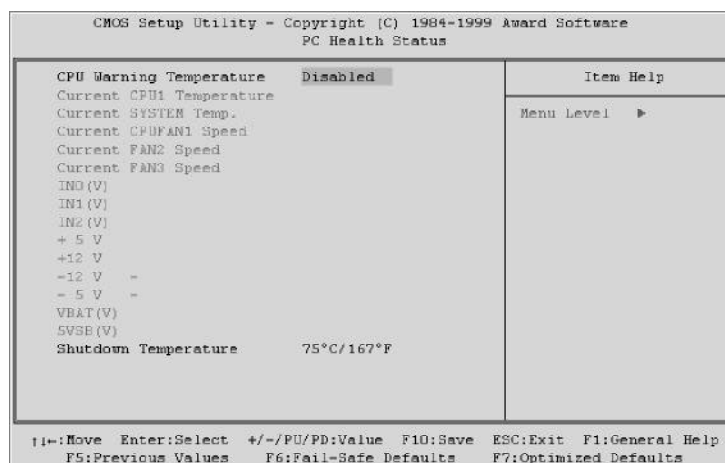 CMOS Setup Utility - Copyright (C) 1984-1999 Award Software
PC Health Status
CPU Warning Temperature Disabled
Current CPU1 Temperature
Current SYSTEM Temp.
Current CPUFAN1 Speed
Current FAN2 Speed
Current FAN3 Speed
IN0(V)
IN1(V)
IN2(V)
+ 5 V
+12 V
-12 V -
- 5 V -
VBAT(V)
5VSB(V)
Shutdown Temperature 75°C/167°F
Item Help
Menu Level ▶
↑↓←:Move Enter:Select +/-/PU/PD:Value F10:Save ESC:Exit F1:General Help
F5:Previous Values F6:Fail-Safe Defaults F7:Optimized Defaults